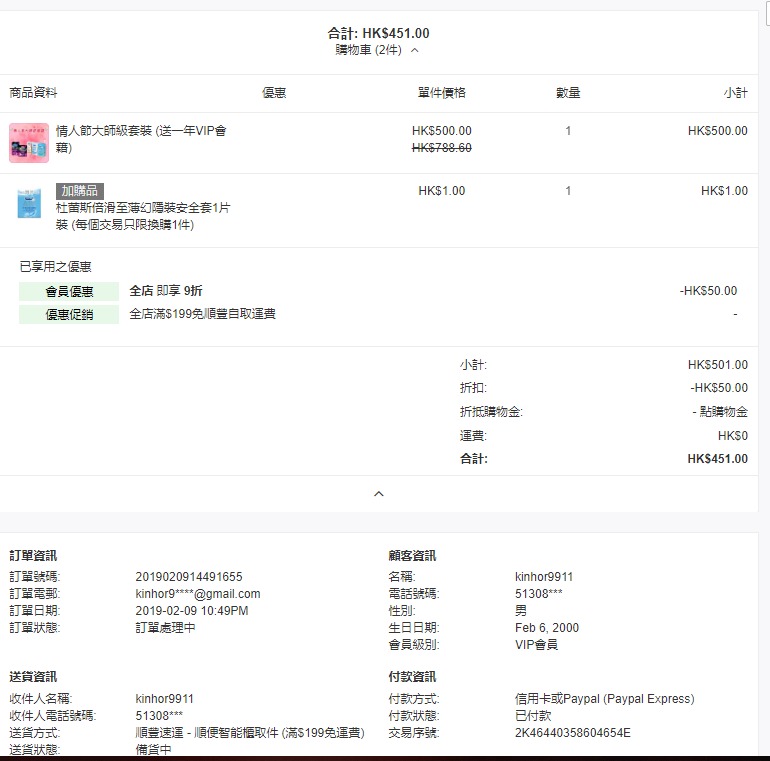 合計: HK$451.00
購物車 (2件)
商品資料 優惠 單件價格 數量 小計
情人節大師級套裝 (送一年VIP會籍) HK$500.00 1 HK$500.00
HK$788.60
加購品 HK$1.00 1 HK$1.00
杜蕾斯倍滑至薄幻隱裝安全套1片
裝 (每個交易只限換購1件)
已享用之優惠
會員優惠 全店 即享 9折 -HK$50.00
優惠促銷 全店滿$199免順豐自取運費 -
小計: HK$501.00
折扣: -HK$50.00
折抵購物金: - 點購物金
運費: HK$0
合計: HK$451.00
訂單資訊
訂單號碼: 2019020914491655
訂單電郵: kinhor9****@gmail.com
訂單日期: 2019-02-09 10:49PM
訂單狀態: 訂單處理中
顧客資訊
名稱: kinhor9911
電話號碼: 51308***
性別: 男
生日日期: Feb 6, 2000
會員級別: VIP會員
送貨資訊
收件人名稱: kinhor9911
收件人電話號碼: 51308***
送貨方式: 順豐速運 - 順便智能櫃取件 (滿$199免運費)
送貨狀態: 備貨中
付款資訊
付款方式: 信用卡或Paypal (Paypal Express)
付款狀態: 已付款
交易序號: 2K46440358604654E